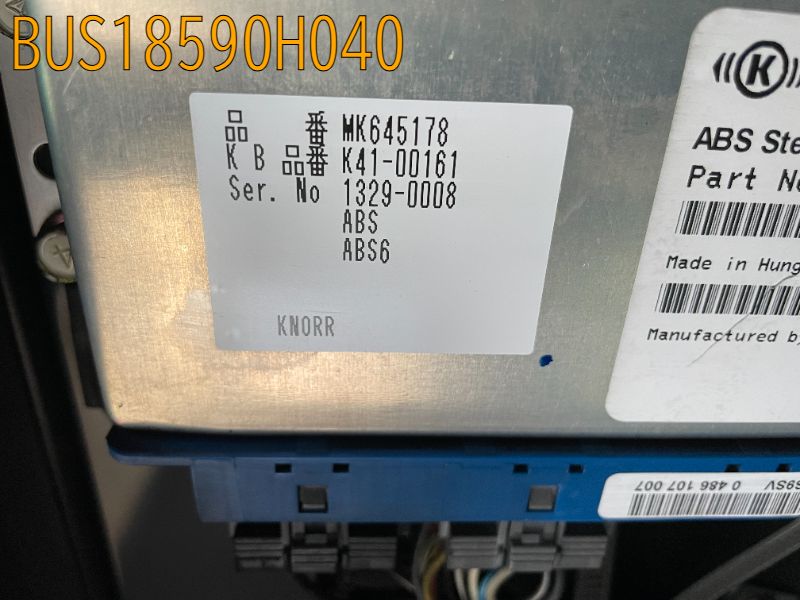 BUS18590H040
品 番 MK645178
K B 品番 K41-00161
Ser. No 1329-0008
ABS
ABS6
KNORR
K
ABS Ste
Part N
Made in Hung
Manufactured by
0 486 107 007